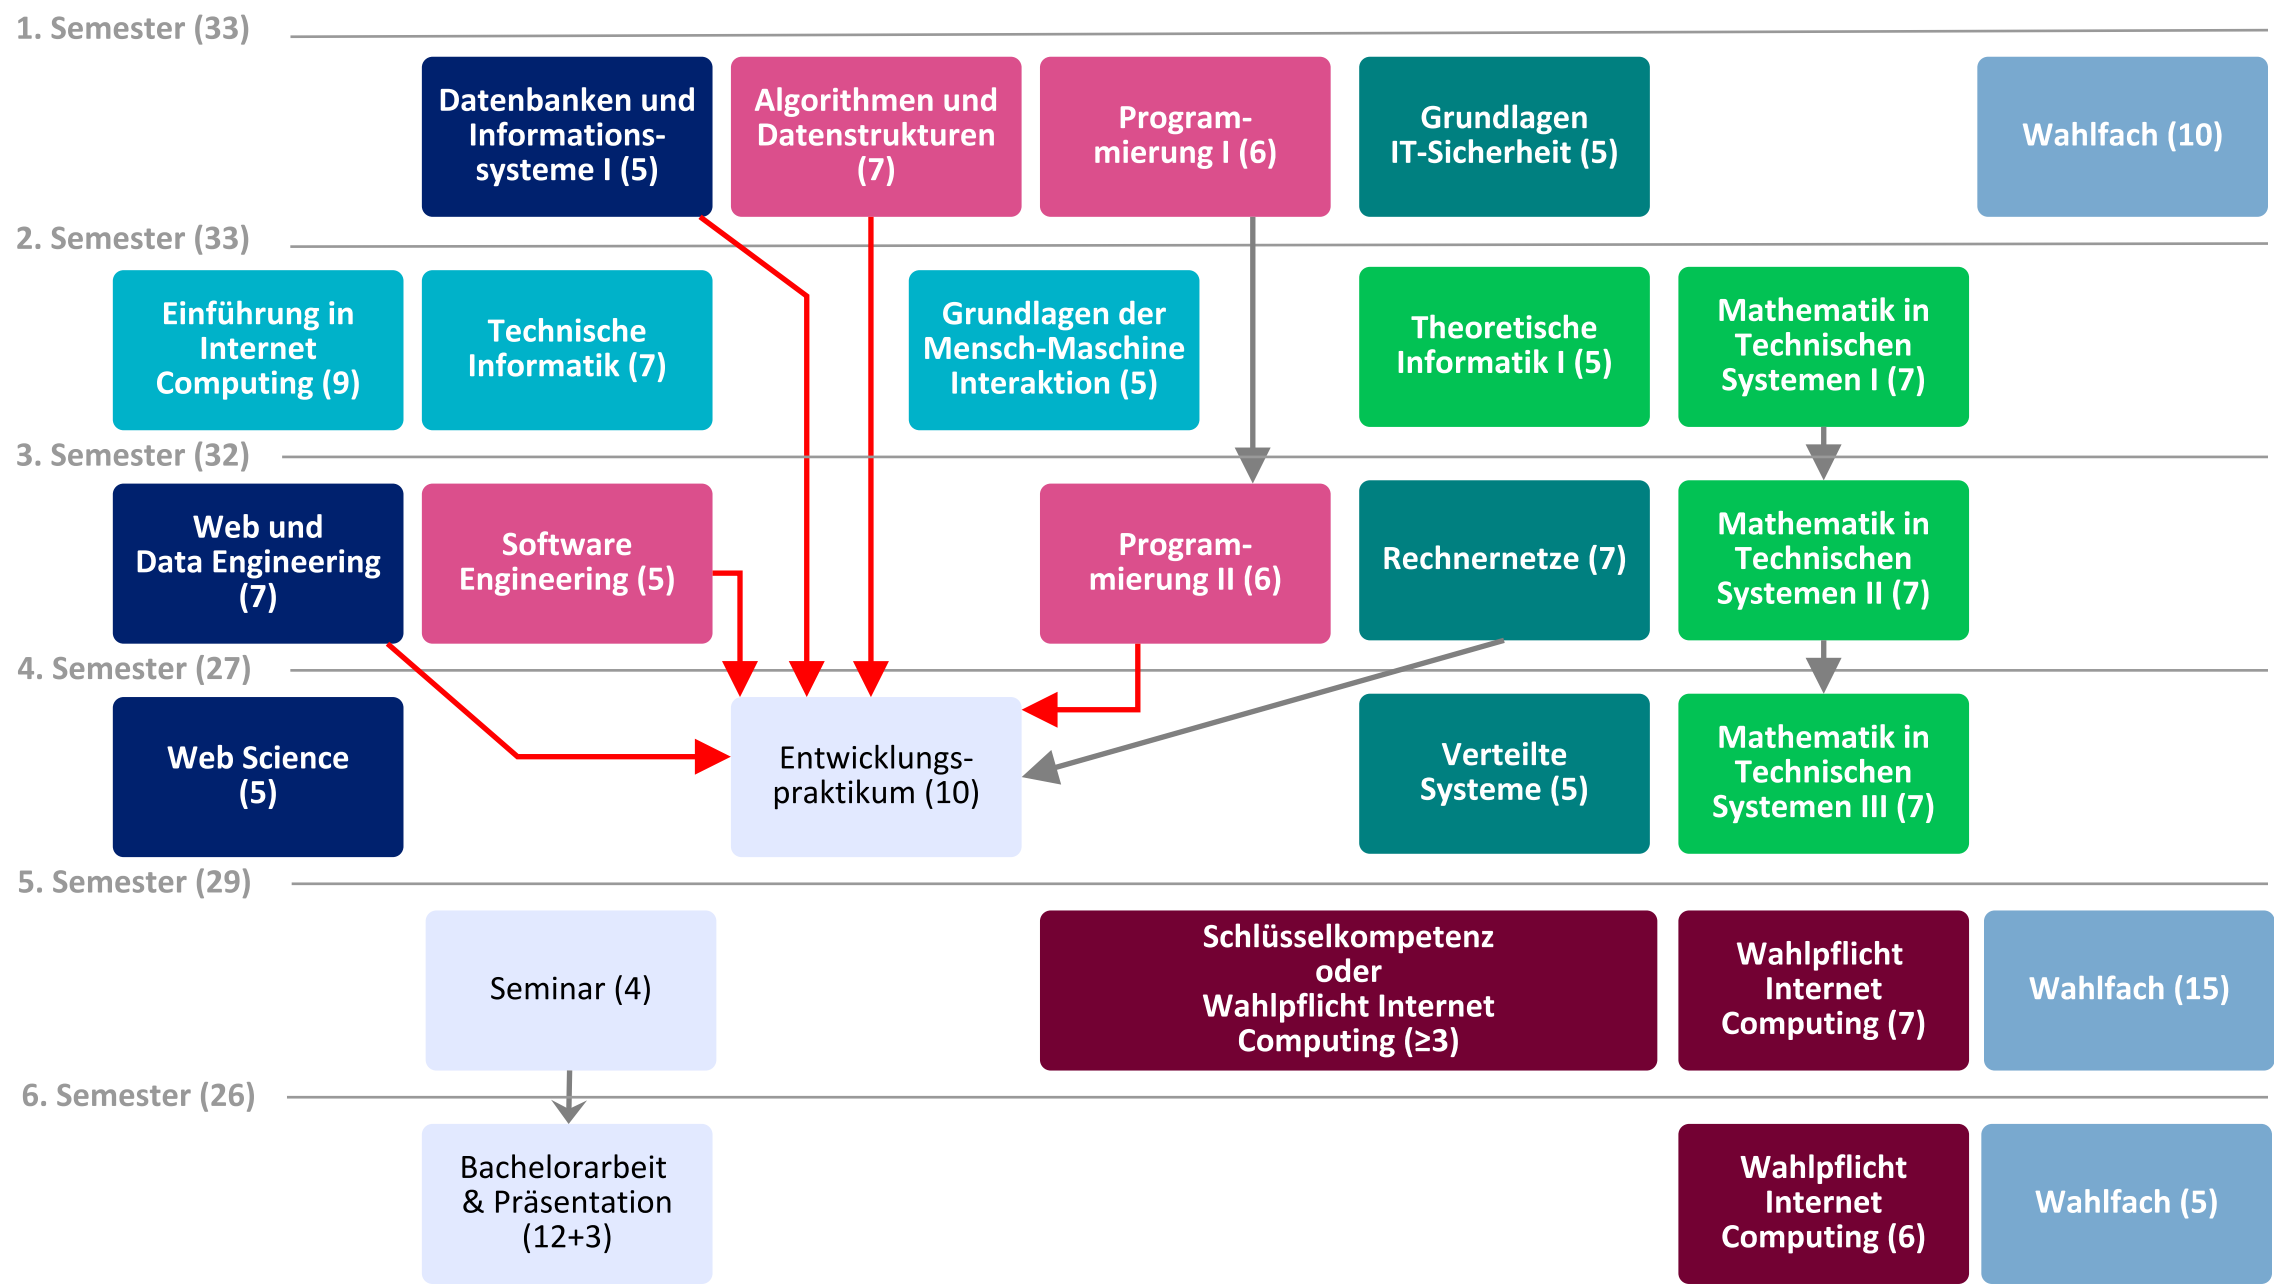 1. Semester (33)
Datenbanken und
Informations-
systeme I (5)
Algorithmen und
Datenstrukturen
(7)
Program-
mierung I (6)
Grundlagen
IT-Sicherheit (5)
Wahlfach (10)
2. Semester (33)
Einführung in
Internet
Computing (9)
Technische
Informatik (7)
Grundlagen der
Mensch-Maschine
Interaktion (5)
Theoretische
Informatik I (5)
Mathematik in
Technischen
Systemen I (7)
3. Semester (32)
Web und
Data Engineering
(7)
Software
Engineering (5)
Program-
mierung II (6)
Rechnernetze (7)
Mathematik in
Technischen
Systemen II (7)
4. Semester (27)
Web Science
(5)
Entwicklungs-
praktikum (10)
Verteilte
Systeme (5)
Mathematik in
Technischen
Systemen III (7)
5. Semester (29)
Seminar (4)
Schlüsselkompetenz
oder
Wahlpflicht Internet
Computing (≥3)
Wahlpflicht
Internet
Computing (7)
Wahlfach (15)
6. Semester (26)
Bachelorarbeit
& Präsentation
(12+3)
Wahlpflicht
Internet
Computing (6)
Wahlfach (5)